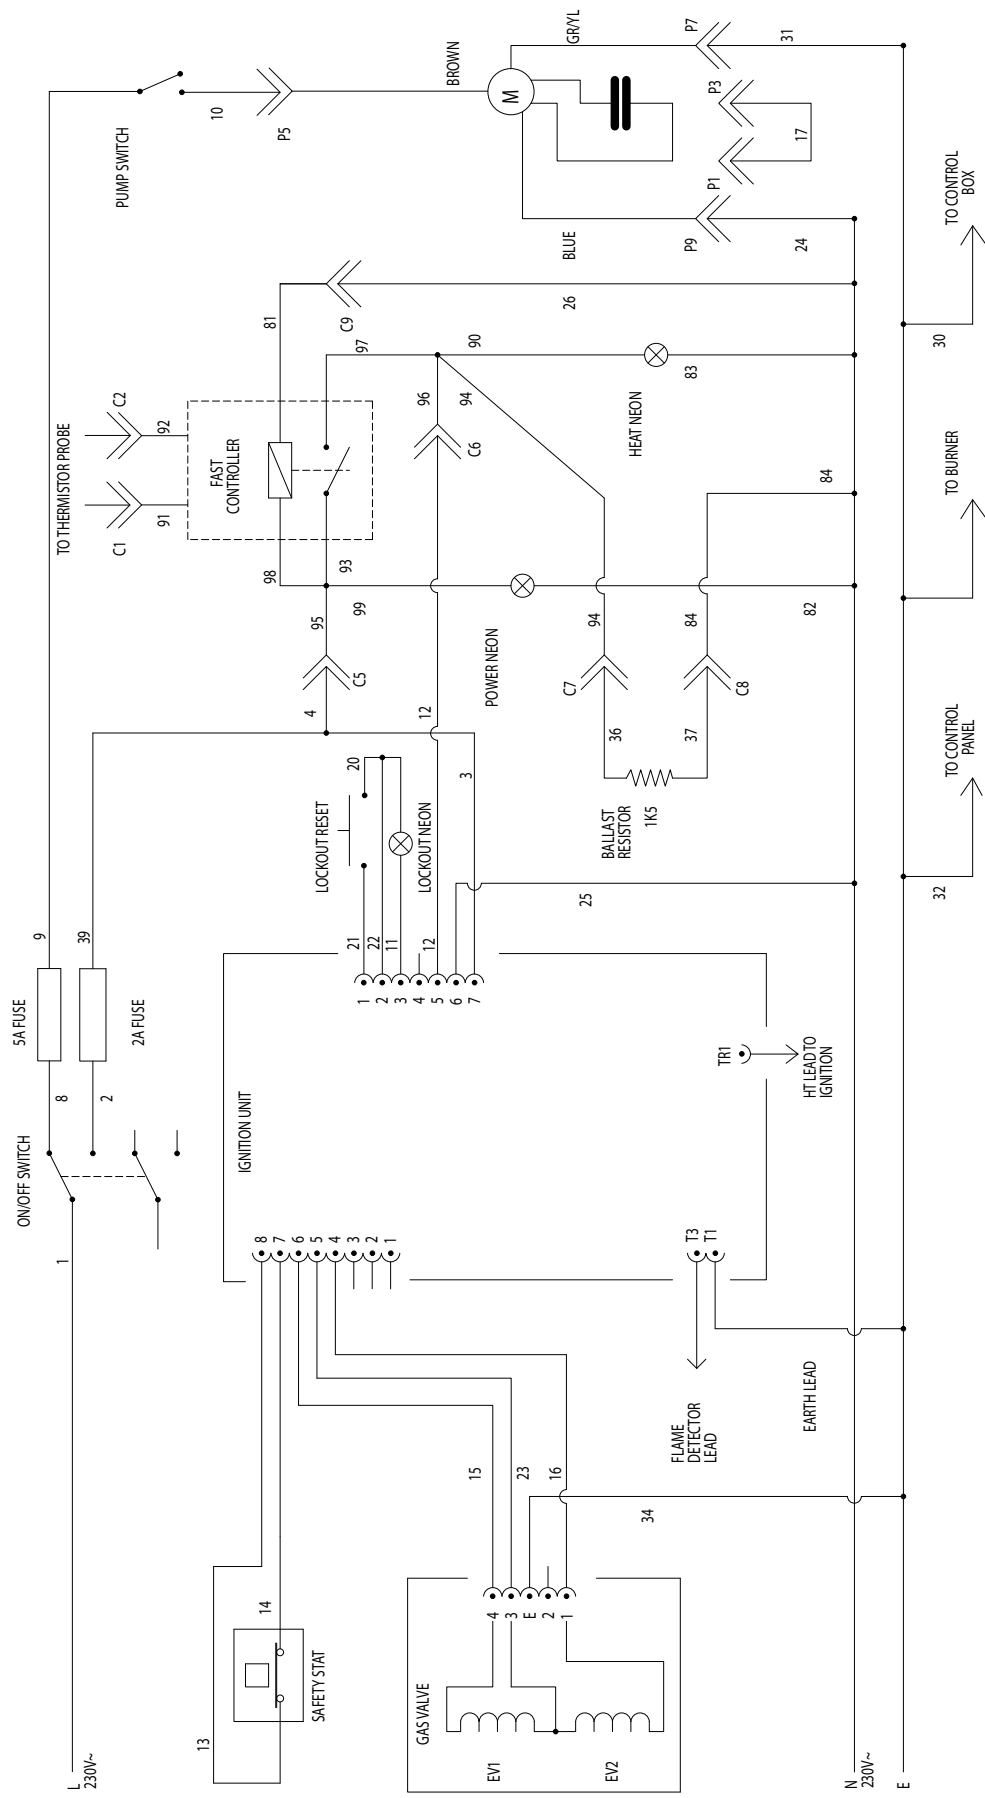 L
230V~
1
ON/OFF SWITCH
8
2
5A FUSE
2A FUSE
9
39
PUMP SWITCH
10
P5
BROWN
M
GR/YL
P7
31
P3
P1
17
BLUE
P9
24
TO THERMISTOR PROBE
C1
C2
91
92
FAST
CONTROLLER
81
C9
26
98
93
97
90
83
HEAT NEON
95
99
C5
4
96
94
C6
POWER NEON
82
84
94
84
C7
C8
36
37
BALLAST
RESISTOR
1K5
12
3
20
LOCKOUT RESET
LOCKOUT NEON
21
22
11
12
25
1
2
3
4
5
6
7
IGNITION UNIT
TR1
HT LEAD TO
IGNITION
8
7
6
5
4
3
2
1
T3
T1
FLAME
DETECTOR
LEAD
EARTH LEAD
13
14
SAFETY STAT
15
23
16
34
GAS VALVE
4
3
E
2
1
EV1
EV2
N
230V~
E
32
TO CONTROL
PANEL
TO BURNER
30
TO CONTROL
BOX